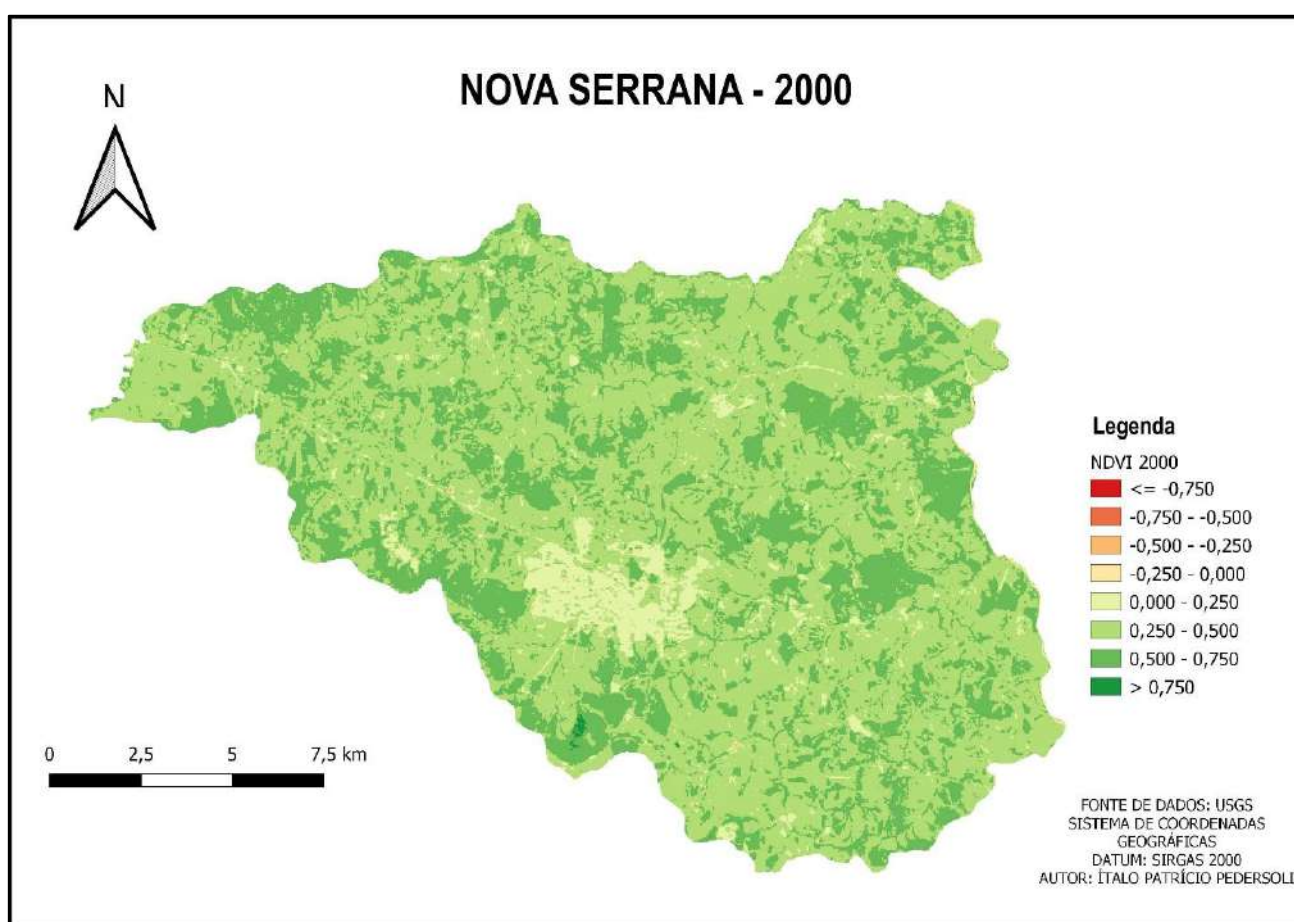 NOVA SERRANA - 2000
N
Legenda
NDVI 2000
<= -0,750
-0,750 - -0,500
-0,500 - -0,250
-0,250 - 0,000
0,000 - 0,250
0,250 - 0,500
0,500 - 0,750
> 0,750
0 2,5 5 7,5 km
FONTE DE DADOS: USGS
SISTEMA DE COORDENADAS
GEOGRÁFICAS
DATUM: SIRGAS 2000
AUTOR: ÍTALO PATRÍCIO PEDERSOLI